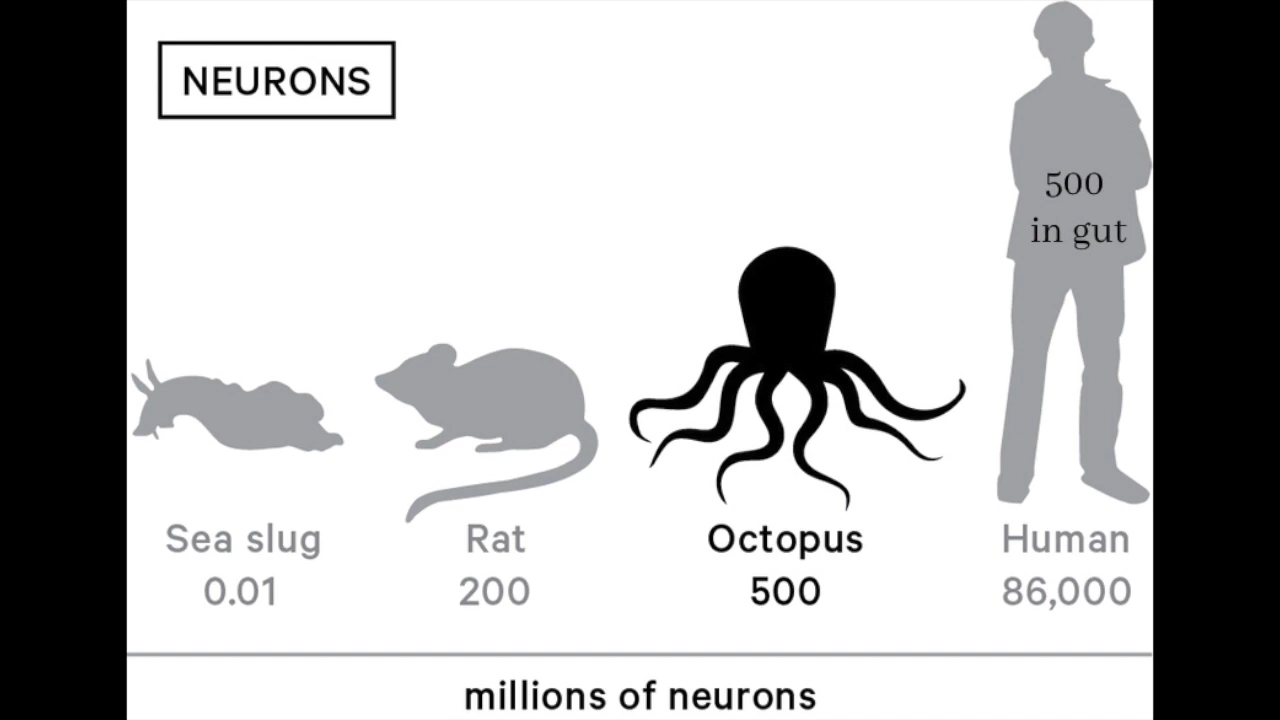 NEURONS
500
in gut
Sea slug
Rat
Octopus
Human
0.01
200
500
86,000
millions of neurons